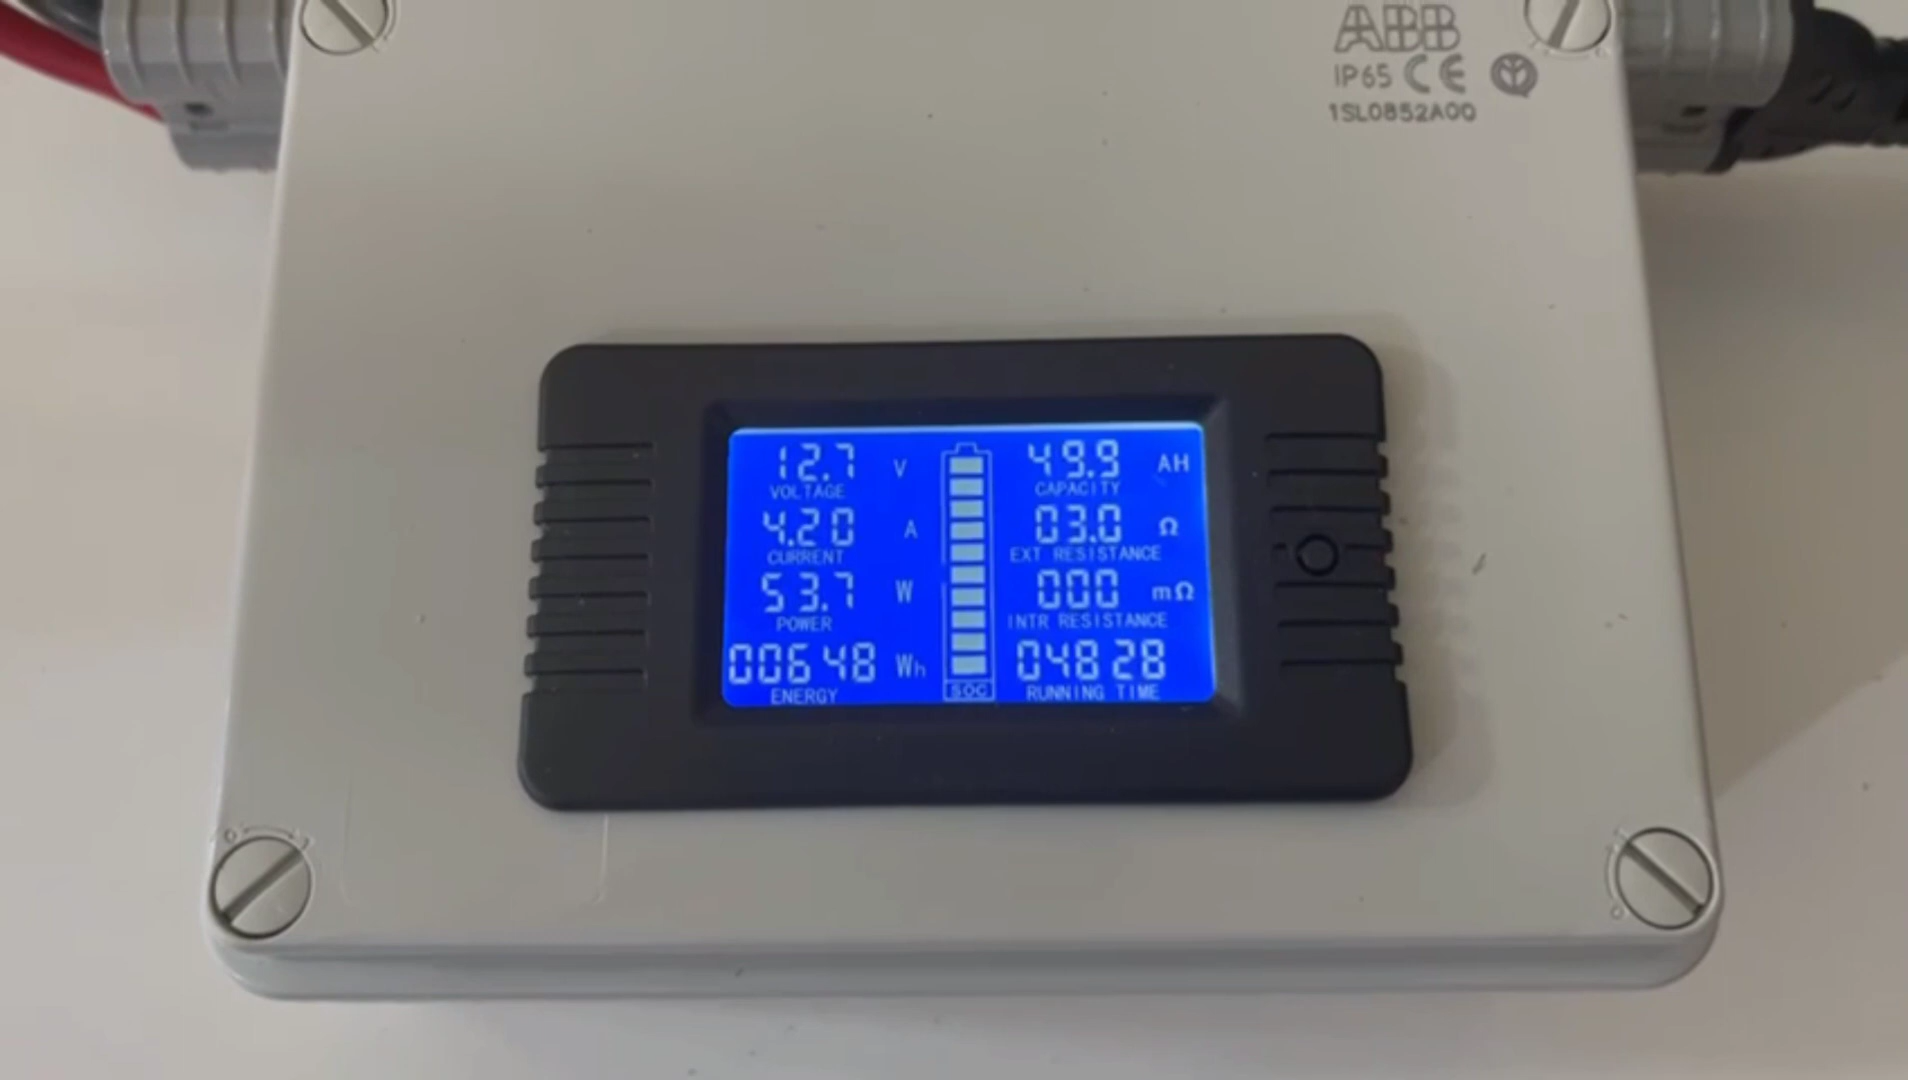 ABB
IP65 CE
1SL0852A00
12.7 V
VOLTAGE
4.20 A
CURRENT
53.7 W
POWER
00648 Wh
ENERGY
SOC
49.9 AH
CAPACITY
03.0 Ω
EXT RESISTANCE
000 mΩ
INTR RESISTANCE
04828
RUNNING TIME